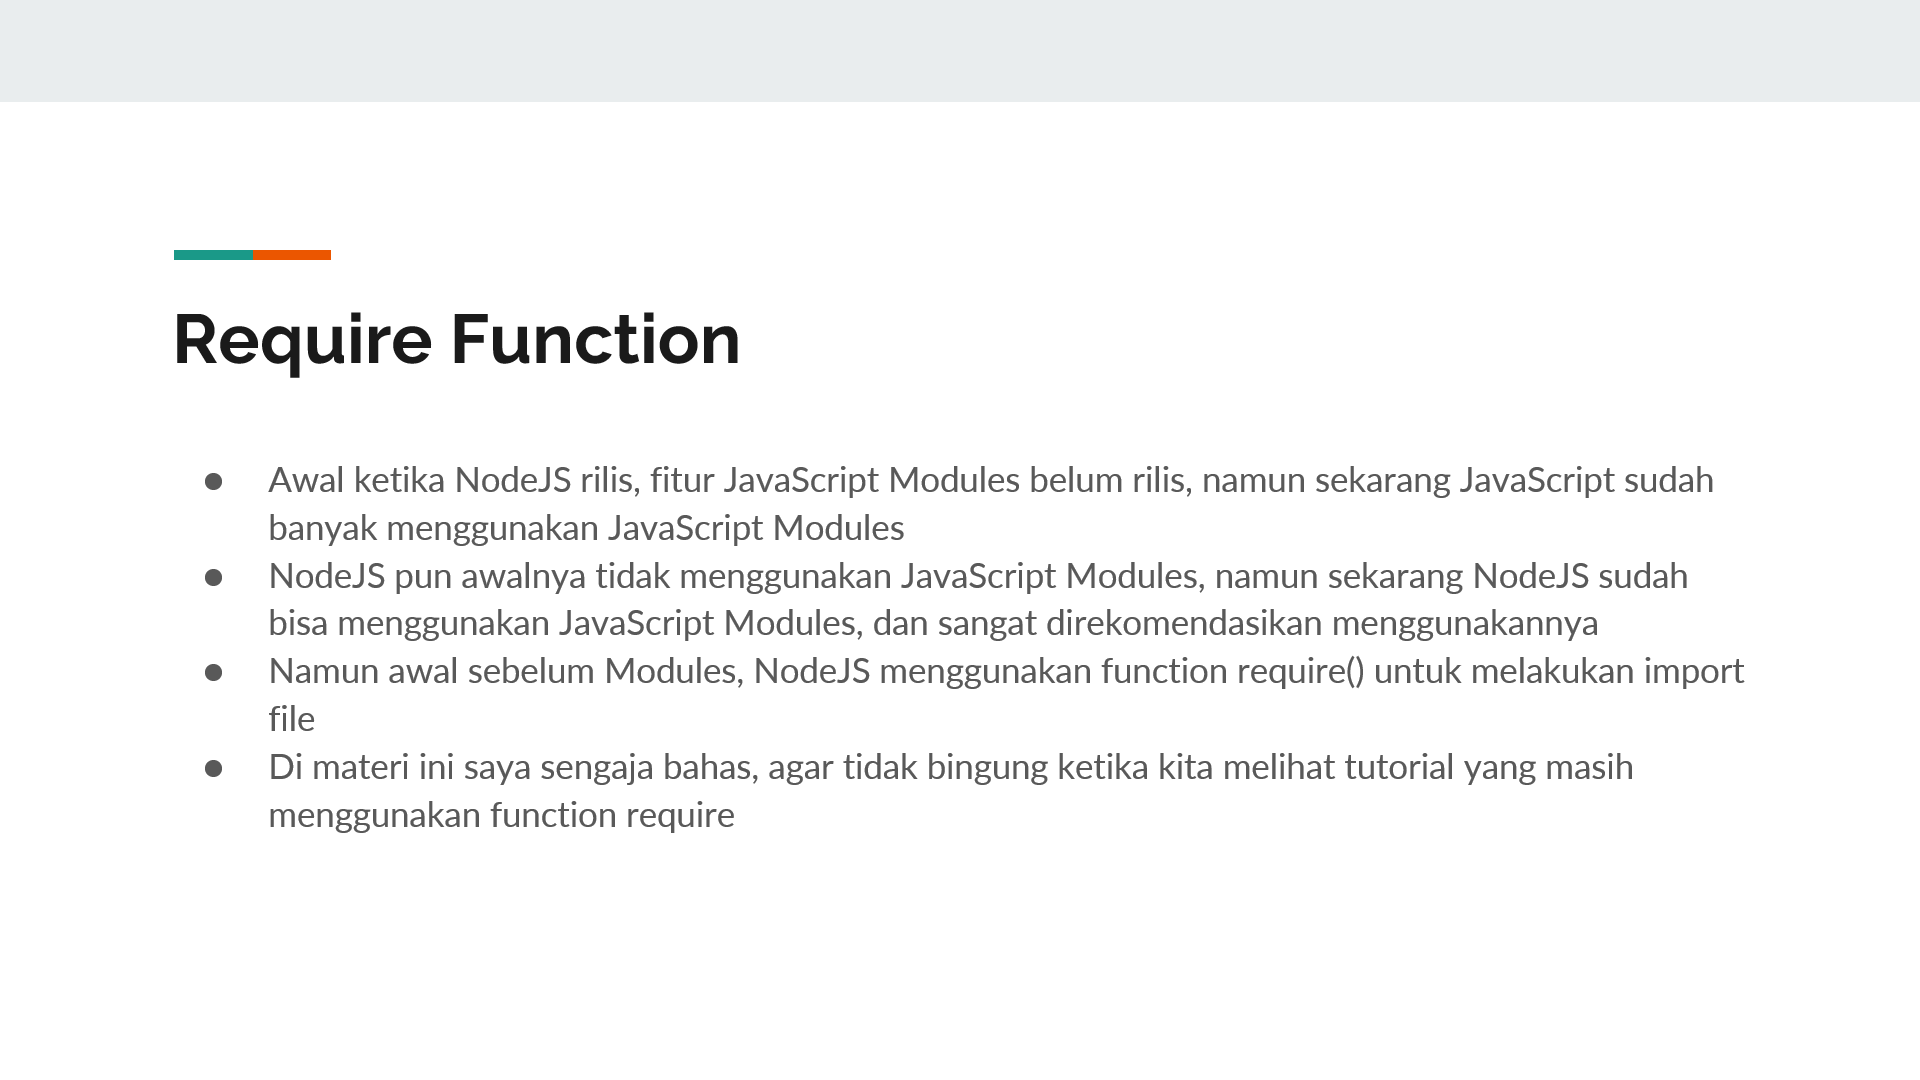 Require Function
● Awal ketika NodeJS rilis, fitur JavaScript Modules belum rilis, namun sekarang JavaScript sudah
banyak menggunakan JavaScript Modules
● NodeJS pun awalnya tidak menggunakan JavaScript Modules, namun sekarang NodeJS sudah
bisa menggunakan JavaScript Modules, dan sangat direkomendasikan menggunakannya
● Namun awal sebelum Modules, NodeJS menggunakan function require() untuk melakukan import
file
● Di materi ini saya sengaja bahas, agar tidak bingung ketika kita melihat tutorial yang masih
menggunakan function require